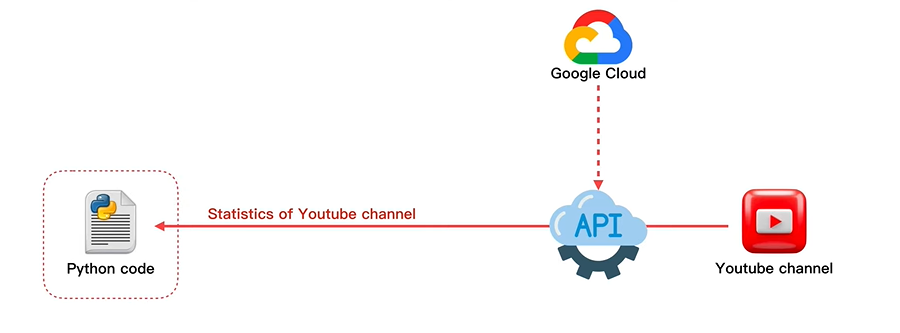 Google Cloud
Statistics of Youtube channel
API
Python code
Youtube channel